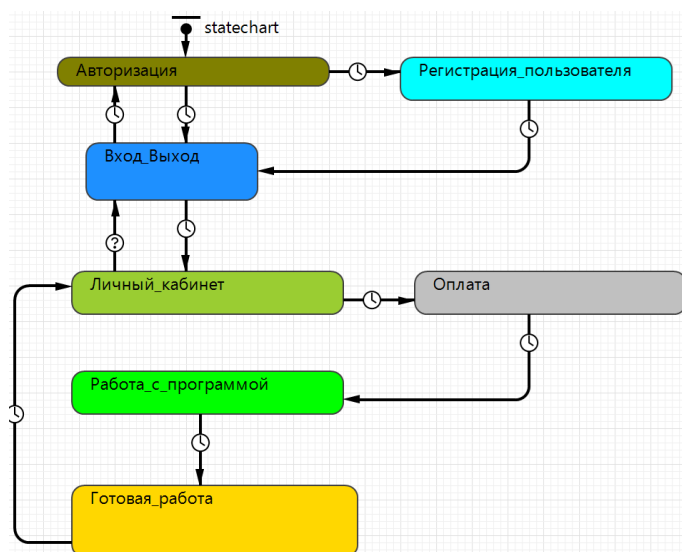 statechart
Авторизация
Регистрация_пользователя
Вход_Выход
?
Личный_кабинет
Оплата
Работа_с_программой
Готовая_работа